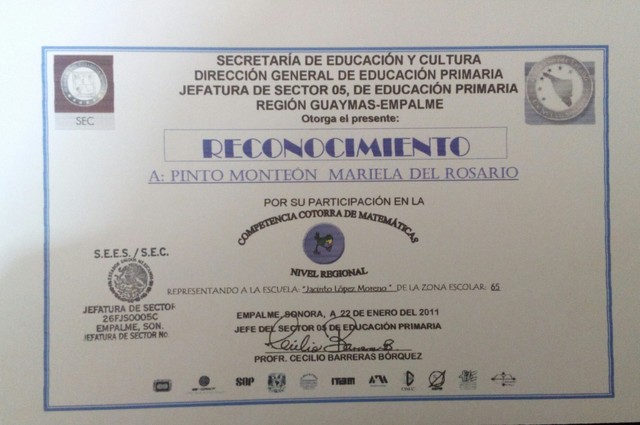 SECRETARÍA DE EDUCACIÓN Y CULTURA
DIRECCIÓN GENERAL DE EDUCACIÓN PRIMARIA
JEFATURA DE SECTOR 05, DE EDUCACIÓN PRIMARIA
REGIÓN GUAYMAS-EMPALME
Otorga el presente:
SEC
RECONOCIMIENTO
A: PINTO MONTEÓN MARIELA DEL ROSARIO
POR SU PARTICIPACIÓN EN LA
COMPETENCIA COTORRA DE MATEMÁTICAS
NIVEL REGIONAL
S.E.E.S. / S.E.C.
JEFATURA DE SECTOR
26FJS0005C
EMPALME, SON.
JEFATURA DE SECTOR No
REPRESENTANDO A LA ESCUELA: "Jacinto López Moreno" DE LA ZONA ESCOLAR: 65
EMPALME, SONORA, A 22 DE ENERO DEL 2011
JEFE DEL SECTOR 05 DE EDUCACIÓN PRIMARIA
PROFR. CECILIO BARRERAS BÓRQUEZ
SEP